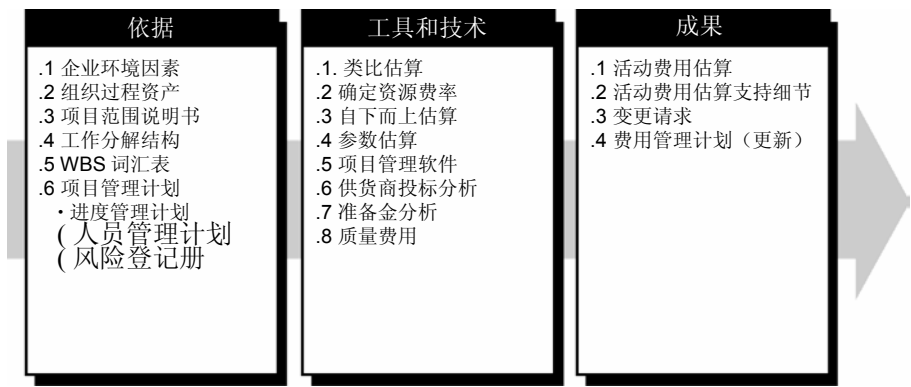 依据
.1 企业环境因素
.2 组织过程资产
.3 项目范围说明书
.4 工作分解结构
.5 WBS 词汇表
.6 项目管理计划
·进度管理计划
( 人员管理计划
( 风险登记册
工具和技术
.1. 类比估算
.2 确定资源费率
.3 自下而上估算
.4 参数估算
.5 项目管理软件
.6 供货商投标分析
.7 准备金分析
.8 质量费用
成果
.1 活动费用估算
.2 活动费用估算支持细节
.3 变更请求
.4 费用管理计划（更新）